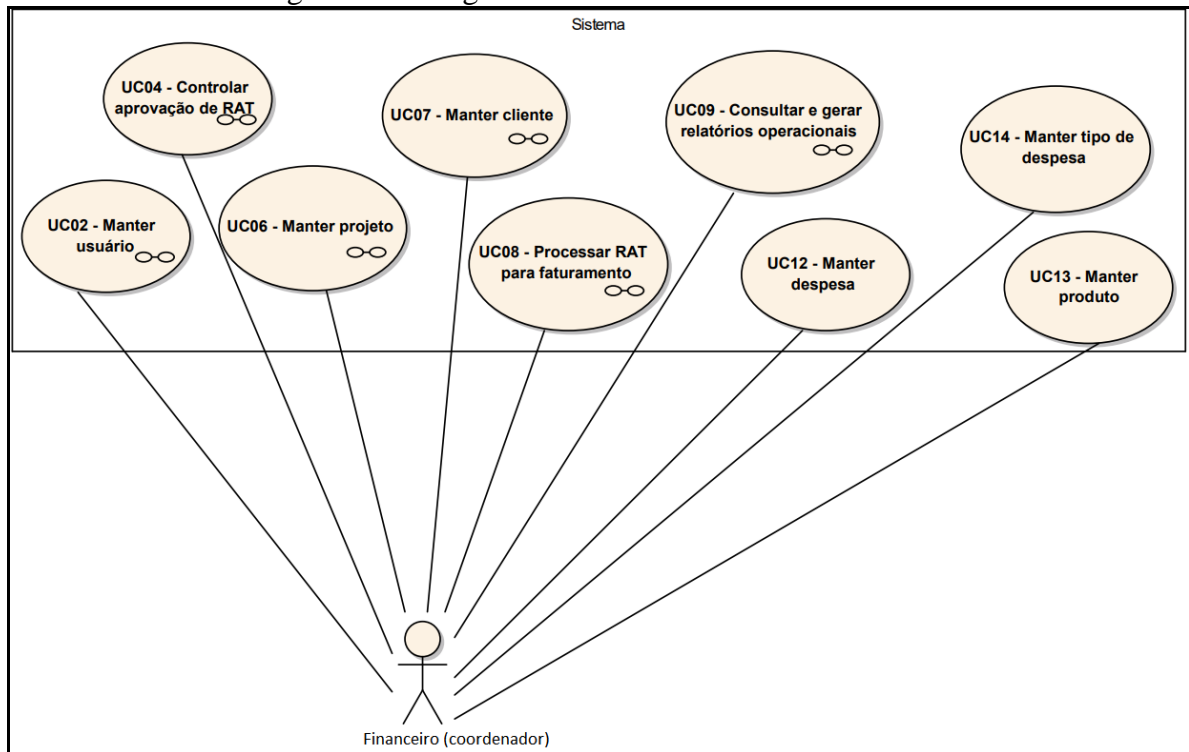 Sistema
UC04 - Controlar
aprovação de RAT
UC07 - Manter cliente
UC09 - Consultar e gerar
relatórios operacionais
UC14 - Manter tipo de
despesa
UC02 - Manter
usuário
UC06 - Manter projeto
UC08 - Processar RAT
para faturamento
UC12 - Manter
despesa
UC13 - Manter
produto
Financeiro (coordenador)